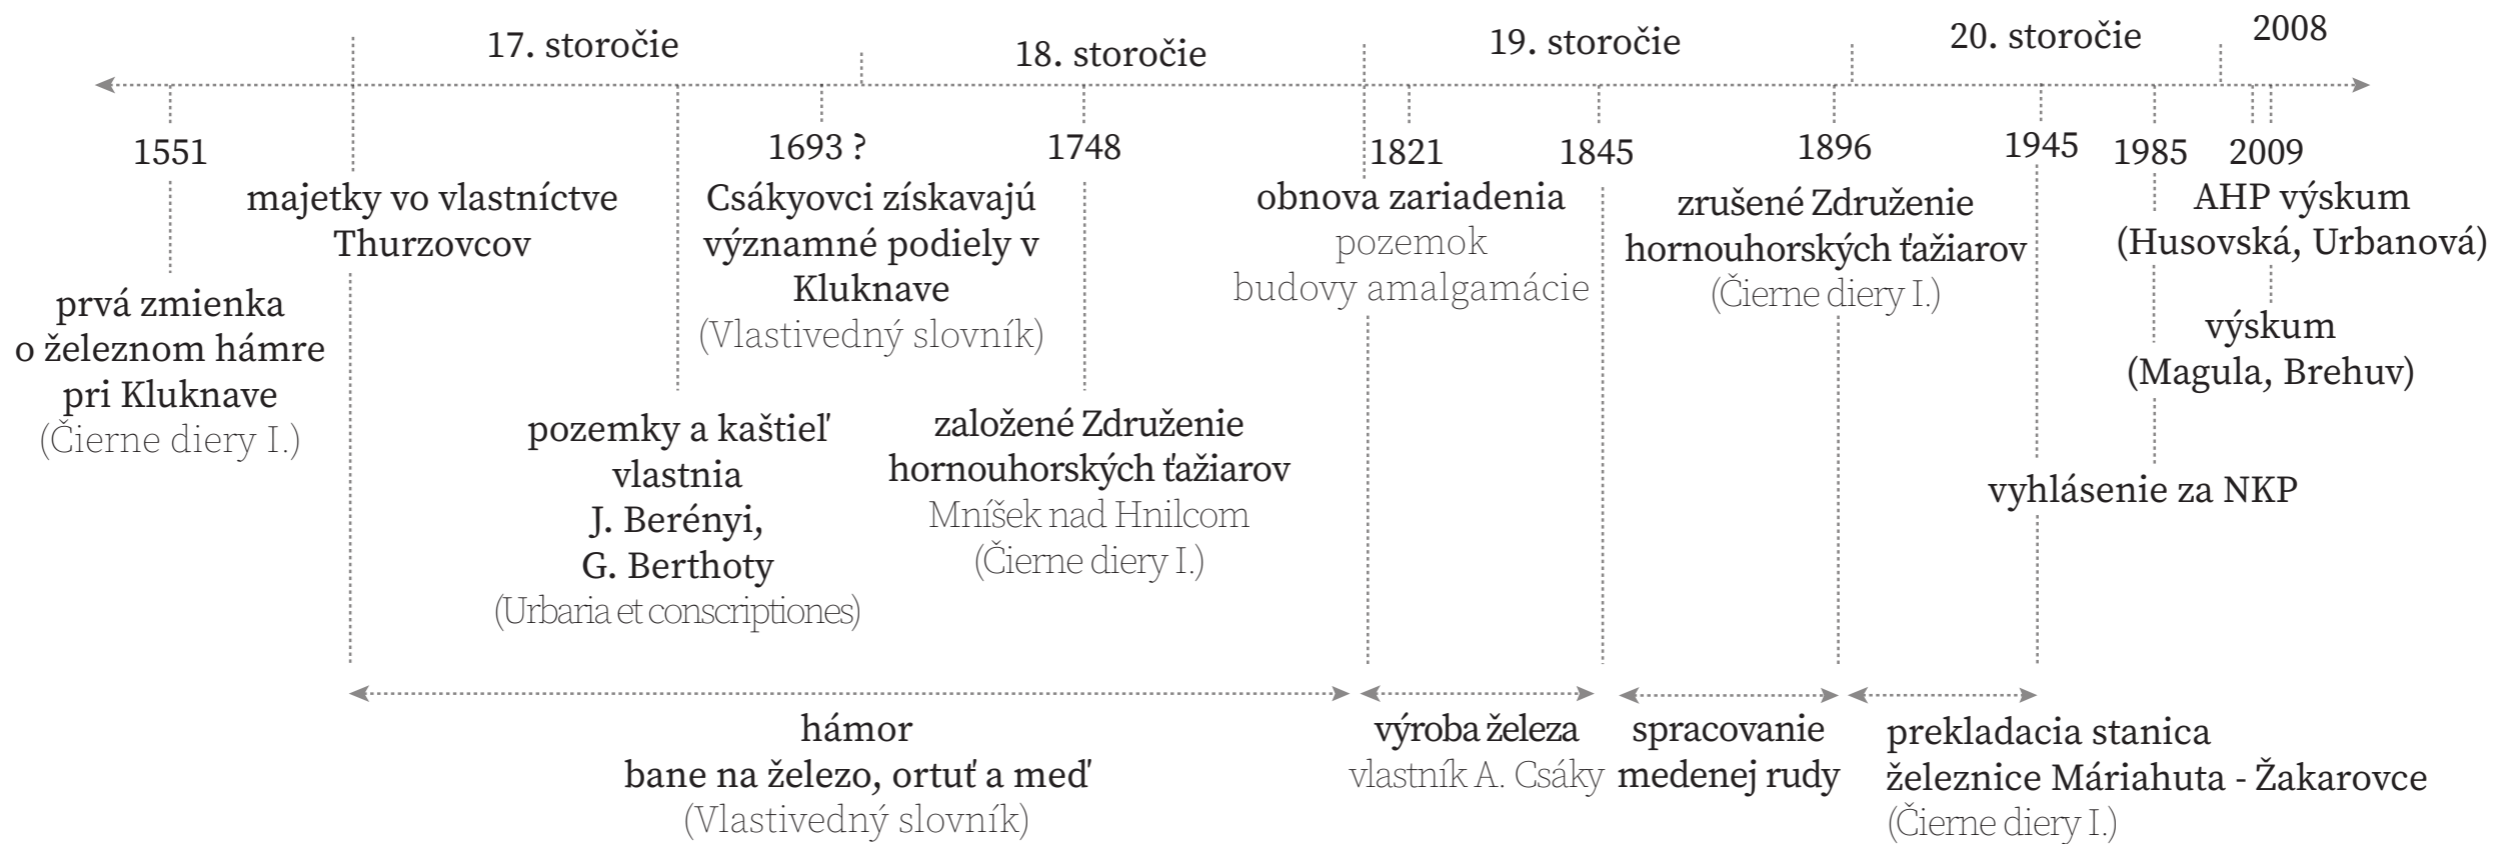 17. storočie
18. storočie
19. storočie
20. storočie
2008
1551
prvá zmienka
o železnom hámre
pri Kluknave
(Čierne diery I.)
majetky vo vlastníctve
Thurzovcov
pozemky a kaštieľ
vlastnia
J. Berényi,
G. Berthoty
(Urbaria et conscriptiones)
1693 ?
Csákyovci získavajú
významné podiely v
Kluknave
(Vlastivedný slovník)
1748
založené Združenie
hornouhorských ťažiarov
Mníšek nad Hnilcom
(Čierne diery I.)
1821
obnova zariadenia
pozemok
budovy amalgamácie
1845
1896
zrušené Združenie
hornouhorských ťažiarov
(Čierne diery I.)
1945
1985
vyhlásenie za NKP
2009
AHP výskum
(Husovská, Urbanová)
výskum
(Magula, Brehuv)
hámor
bane na železo, ortuť a meď
(Vlastivedný slovník)
výroba železa
vlastník A. Csáky
spracovanie
medenej rudy
prekladacia stanica
železnice Máriahuta - Žakarovce
(Čierne diery I.)